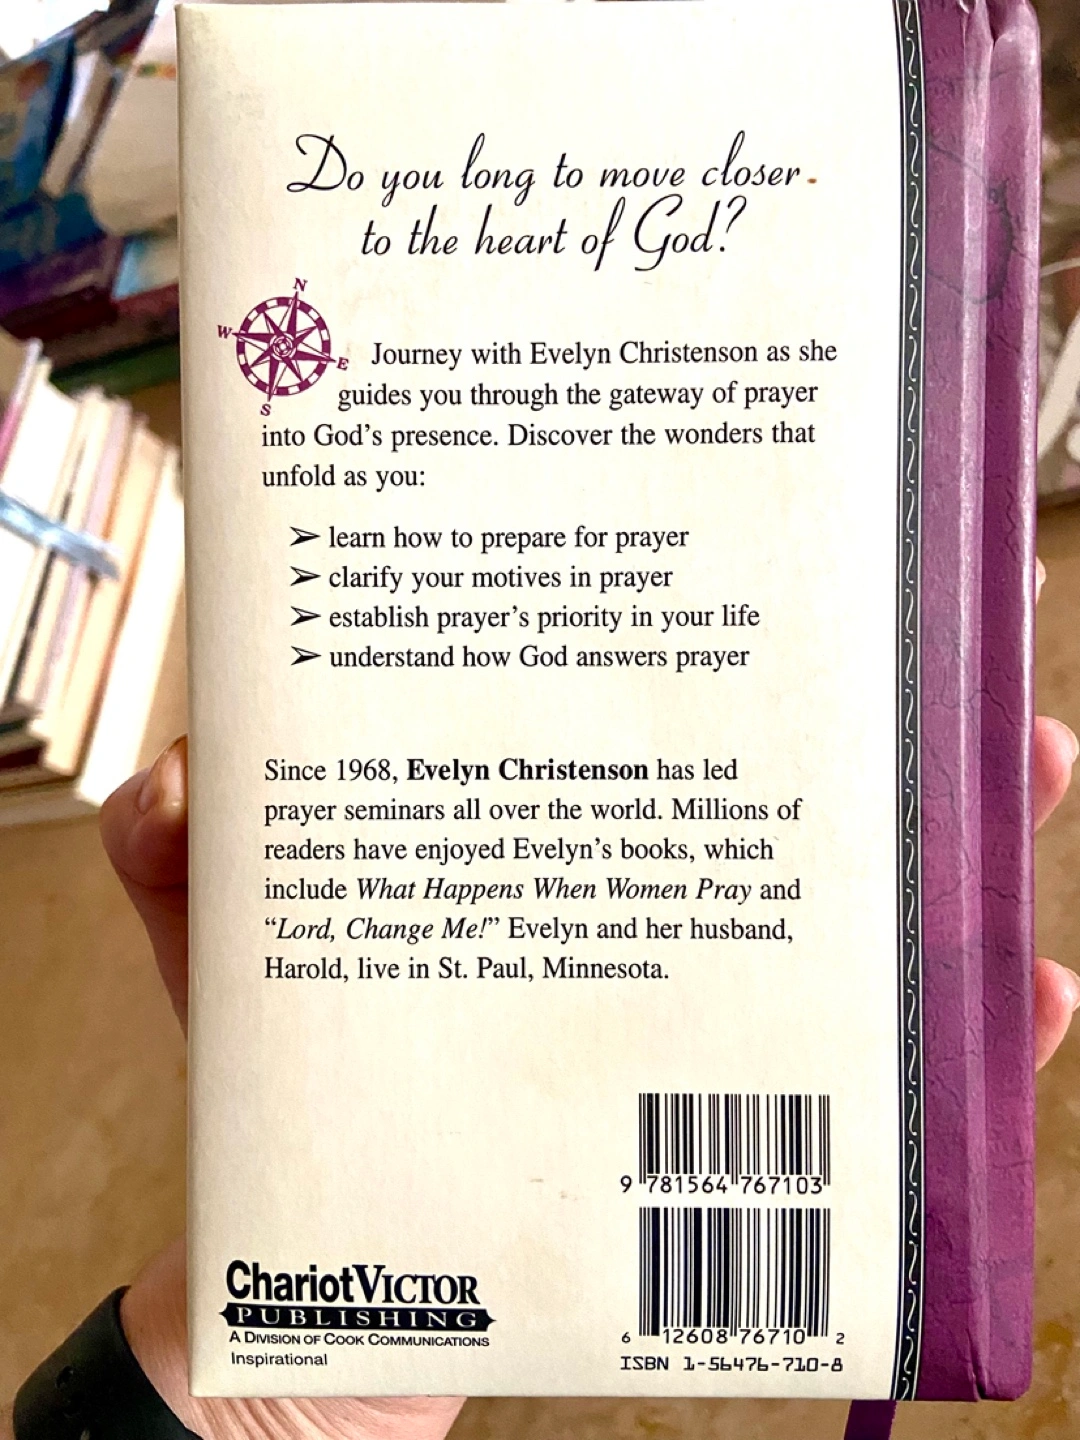 Do you long to move closer
to the heart of God?
N
W
E
S
Journey with Evelyn Christenson as she
guides you through the gateway of prayer
into God's presence. Discover the wonders that
unfold as you:
➢ learn how to prepare for prayer
➢ clarify your motives in prayer
➢ establish prayer's priority in your life
➢ understand how God answers prayer
Since 1968, Evelyn Christenson has led
prayer seminars all over the world. Millions of
readers have enjoyed Evelyn's books, which
include What Happens When Women Pray and
“Lord, Change Me!” Evelyn and her husband,
Harold, live in St. Paul, Minnesota.
9 781564 767103
6 12608 76710 2
ISBN 1-56476-710-8
ChariotVICTOR
PUBLISHING
A DIVISION OF COOK COMMUNICATIONS
Inspirational